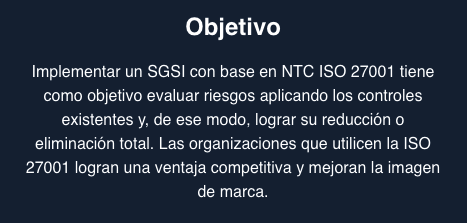 Objetivo
Implementar un SGSI con base en NTC ISO 27001 tiene
como objetivo evaluar riesgos aplicando los controles
existentes y, de ese modo, lograr su reducción o
eliminación total. Las organizaciones que utilicen la ISO
27001 logran una ventaja competitiva y mejoran la imagen
de marca.